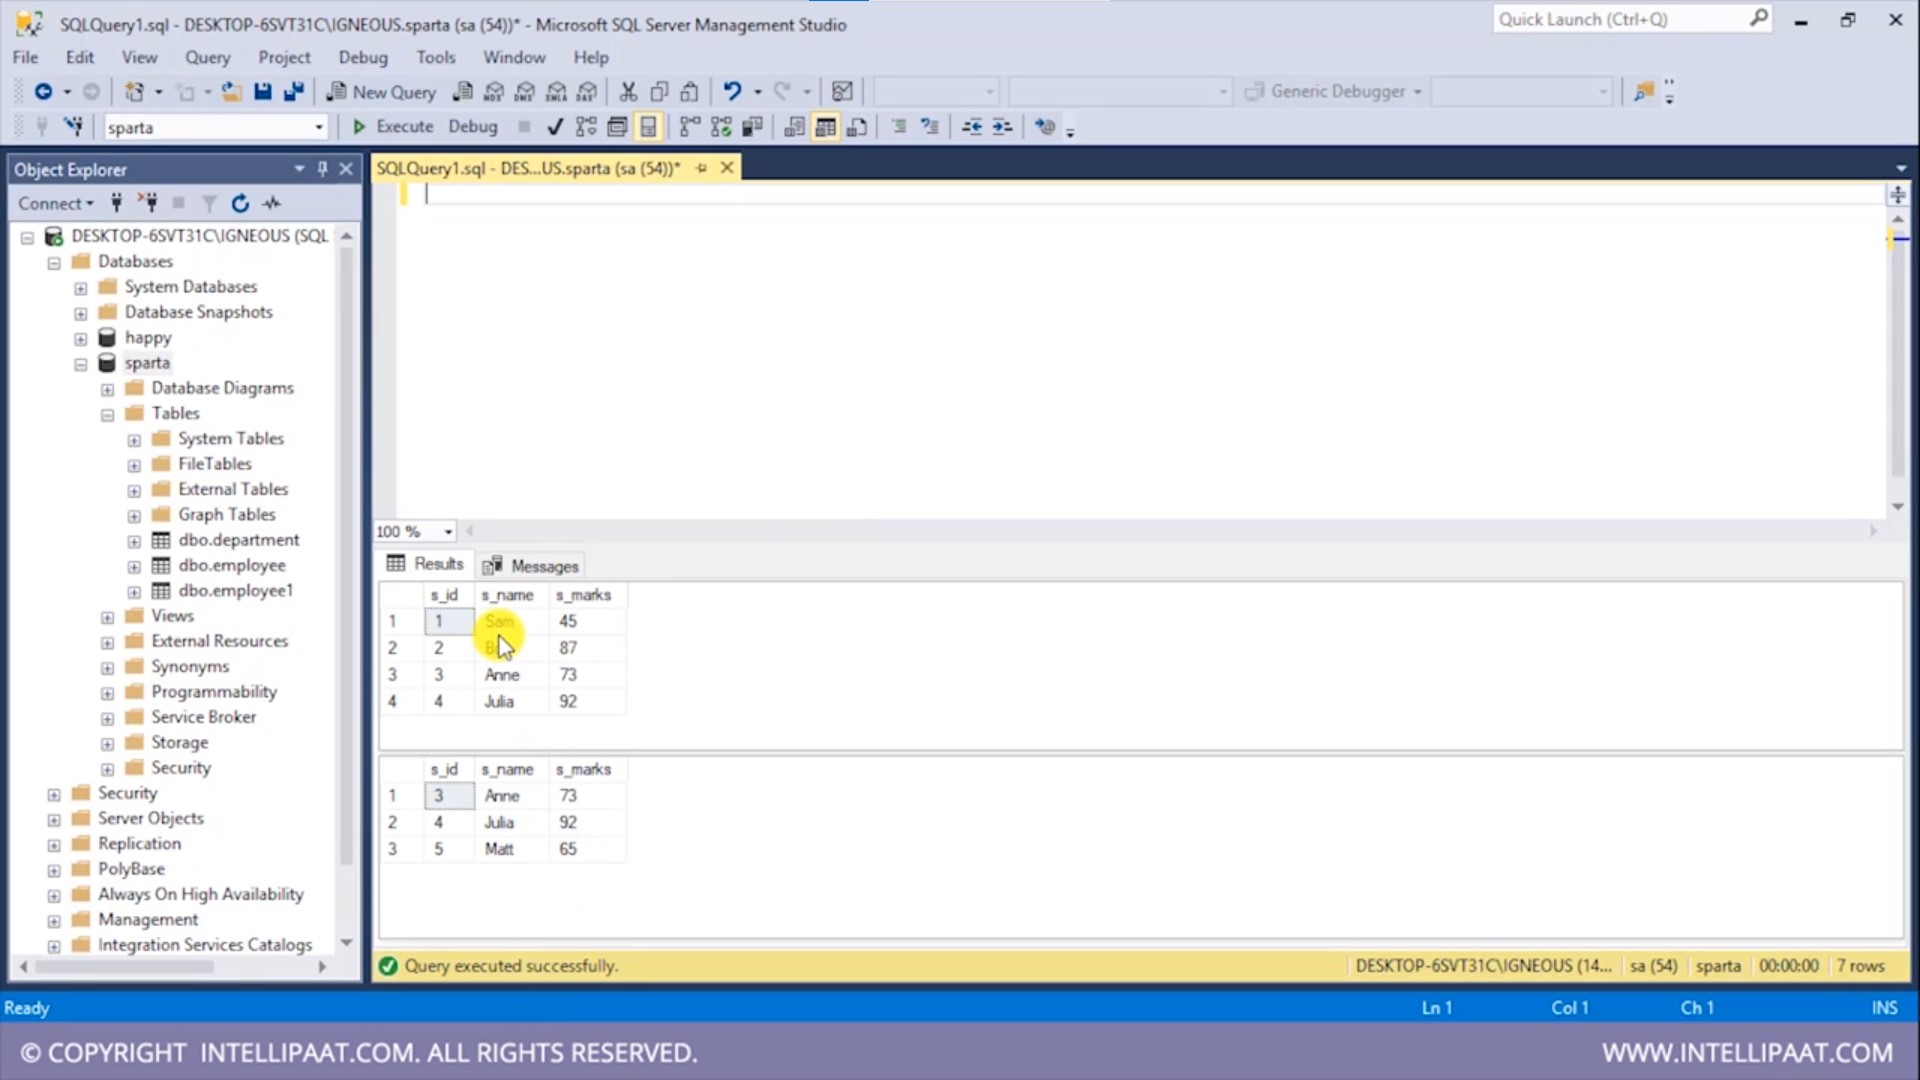 SQLQuery1.sql - DESKTOP-6SVT31C\IGNEOUS.sparta (sa (54))* - Microsoft SQL Server Management Studio
Quick Launch (Ctrl+Q)
File Edit View Query Project Debug Tools Window Help
New Query MDX DMX XMLA DAX Generic Debugger
sparta Execute Debug
Object Explorer
SQLQuery1.sql - DES...US.sparta (sa (54))*
Connect
DESKTOP-6SVT31C\IGNEOUS (SQL
Databases
System Databases
Database Snapshots
happy
sparta
Database Diagrams
Tables
System Tables
FileTables
External Tables
Graph Tables
dbo.department
dbo.employee
dbo.employee1
Views
External Resources
Synonyms
Programmability
Service Broker
Storage
Security
Security
Server Objects
Replication
PolyBase
Always On High Availability
Management
Integration Services Catalogs
100 %
Results Messages
s_id s_name s_marks
1 1 Sam 45
2 2 87
3 3 Anne 73
4 4 Julia 92
s_id s_name s_marks
1 3 Anne 73
2 4 Julia 92
3 5 Matt 65
Query executed successfully.
DESKTOP-6SVT31C\IGNEOUS (14... sa (54) sparta 00:00:00 7 rows
Ready Ln 1 Col 1 Ch 1 INS
© COPYRIGHT INTELLIPAAT.COM. ALL RIGHTS RESERVED.
WWW.INTELLIPAAT.COM